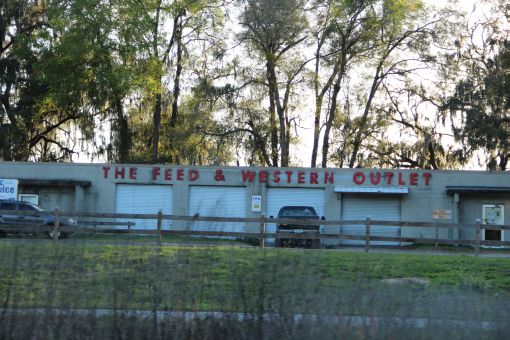 THE FEED & WESTERN OUTLET